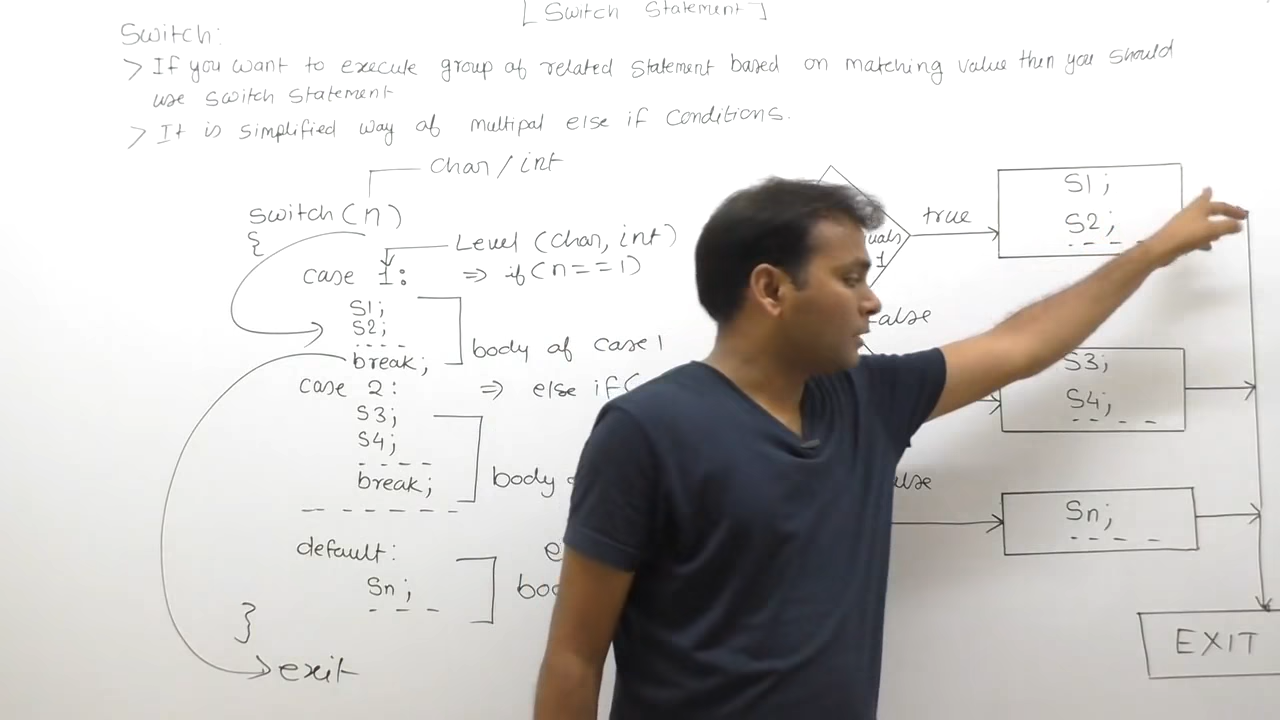 [ Switch Statement ]
Switch:
> If you want to execute group of related statement based on matching value then you should
use switch statement
> It is simplified way of multipal else if conditions.
Char / int
switch(n)
{
Level (char, int)
case 1: => if(n==1)
S1;
S2;
break;
body of case 1
case 2: => else if(
S3;
S4;
break;
body
default:
Sn;
}
exit
true
S1;
S2;
1
S3;
S4;
Sn;
EXIT